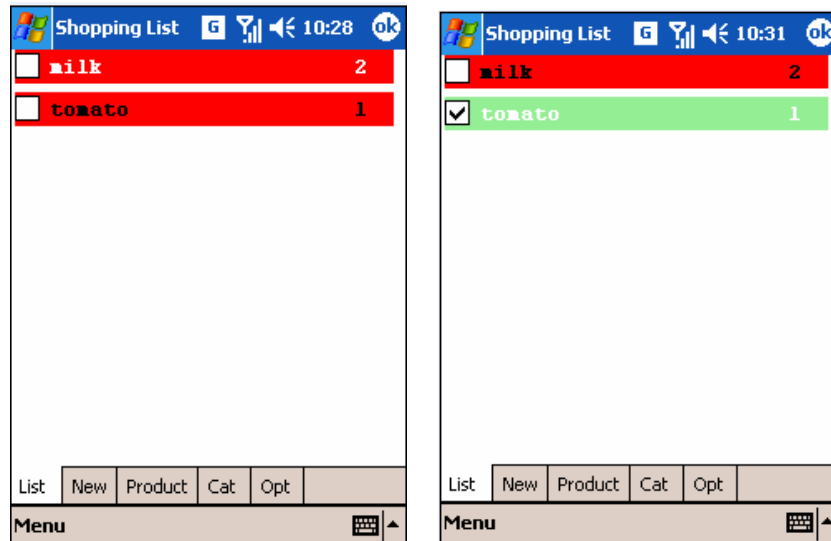 Shopping List G 10:28 ok
milk 2
tomato 1
List New Product Cat Opt
Menu
Shopping List G 10:31 ok
milk 2
tomato 1
List New Product Cat Opt
Menu